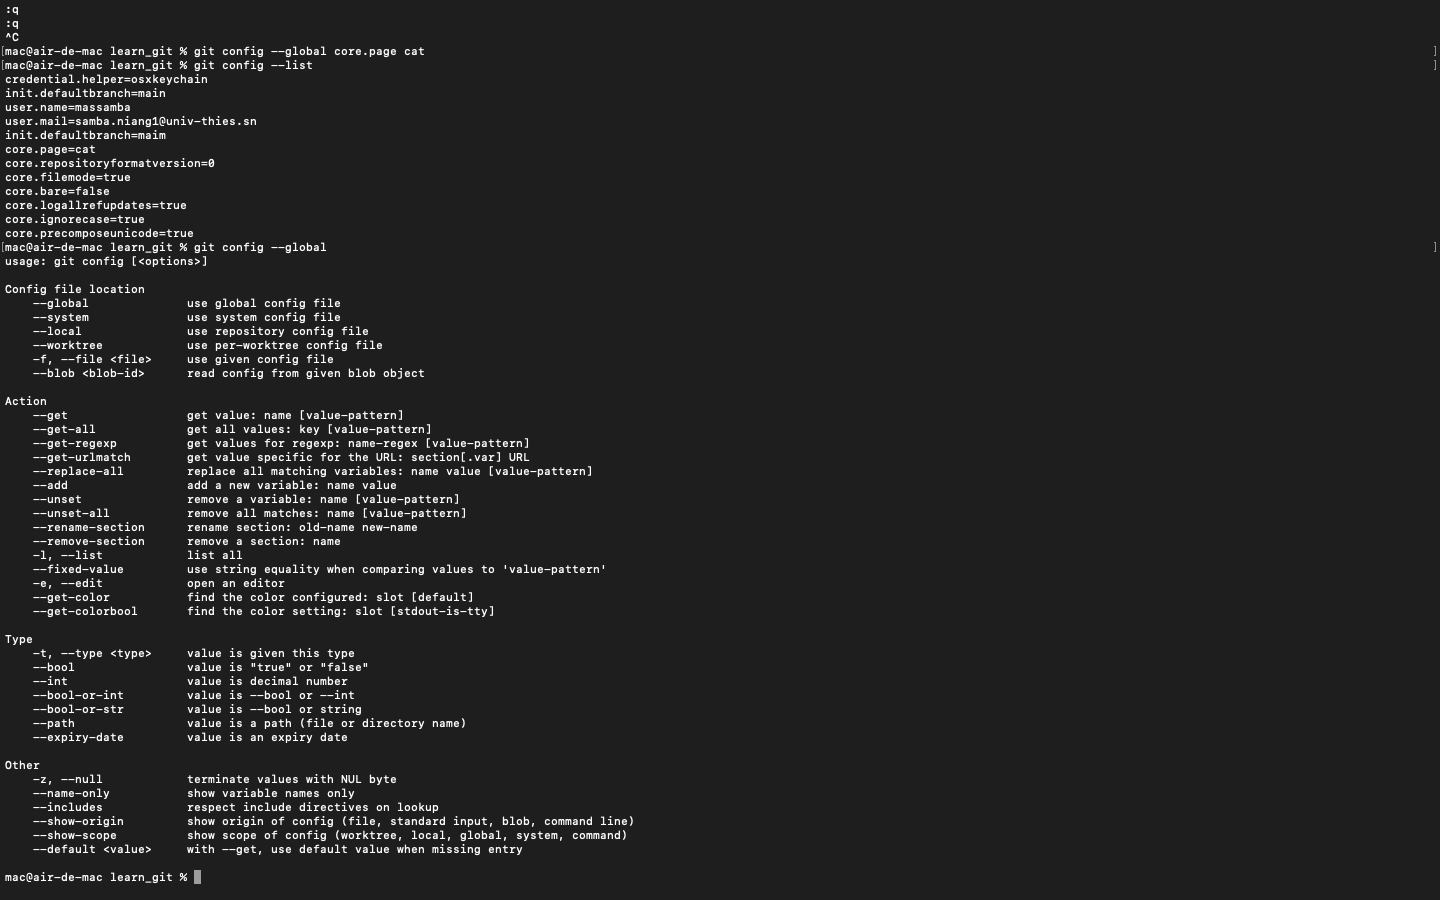 :q
:q
^C
[mac@air-de-mac learn_git % git config --global core.page cat ]
[mac@air-de-mac learn_git % git config --list ]
credential.helper=osxkeychain
init.defaultbranch=main
user.name=massamba
user.mail=samba.niang1@univ-thies.sn
init.defaultbranch=maim
core.page=cat
core.repositoryformatversion=0
core.filemode=true
core.bare=false
core.logallrefupdates=true
core.ignorecase=true
core.precomposeunicode=true
[mac@air-de-mac learn_git % git config --global ]
usage: git config [<options>]
Config file location
--global use global config file
--system use system config file
--local use repository config file
--worktree use per-worktree config file
-f, --file <file> use given config file
--blob <blob-id> read config from given blob object
Action
--get get value: name [value-pattern]
--get-all get all values: key [value-pattern]
--get-regexp get values for regexp: name-regex [value-pattern]
--get-urlmatch get value specific for the URL: section[.var] URL
--replace-all replace all matching variables: name value [value-pattern]
--add add a new variable: name value
--unset remove a variable: name [value-pattern]
--unset-all remove all matches: name [value-pattern]
--rename-section rename section: old-name new-name
--remove-section remove a section: name
-l, --list list all
--fixed-value use string equality when comparing values to 'value-pattern'
-e, --edit open an editor
--get-color find the color configured: slot [default]
--get-colorbool find the color setting: slot [stdout-is-tty]
Type
-t, --type <type> value is given this type
--bool value is "true" or "false"
--int value is decimal number
--bool-or-int value is --bool or --int
--bool-or-str value is --bool or string
--path value is a path (file or directory name)
--expiry-date value is an expiry date
Other
-z, --null terminate values with NUL byte
--name-only show variable names only
--includes respect include directives on lookup
--show-origin show origin of config (file, standard input, blob, command line)
--show-scope show scope of config (worktree, local, global, system, command)
--default <value> with --get, use default value when missing entry
mac@air-de-mac learn_git %